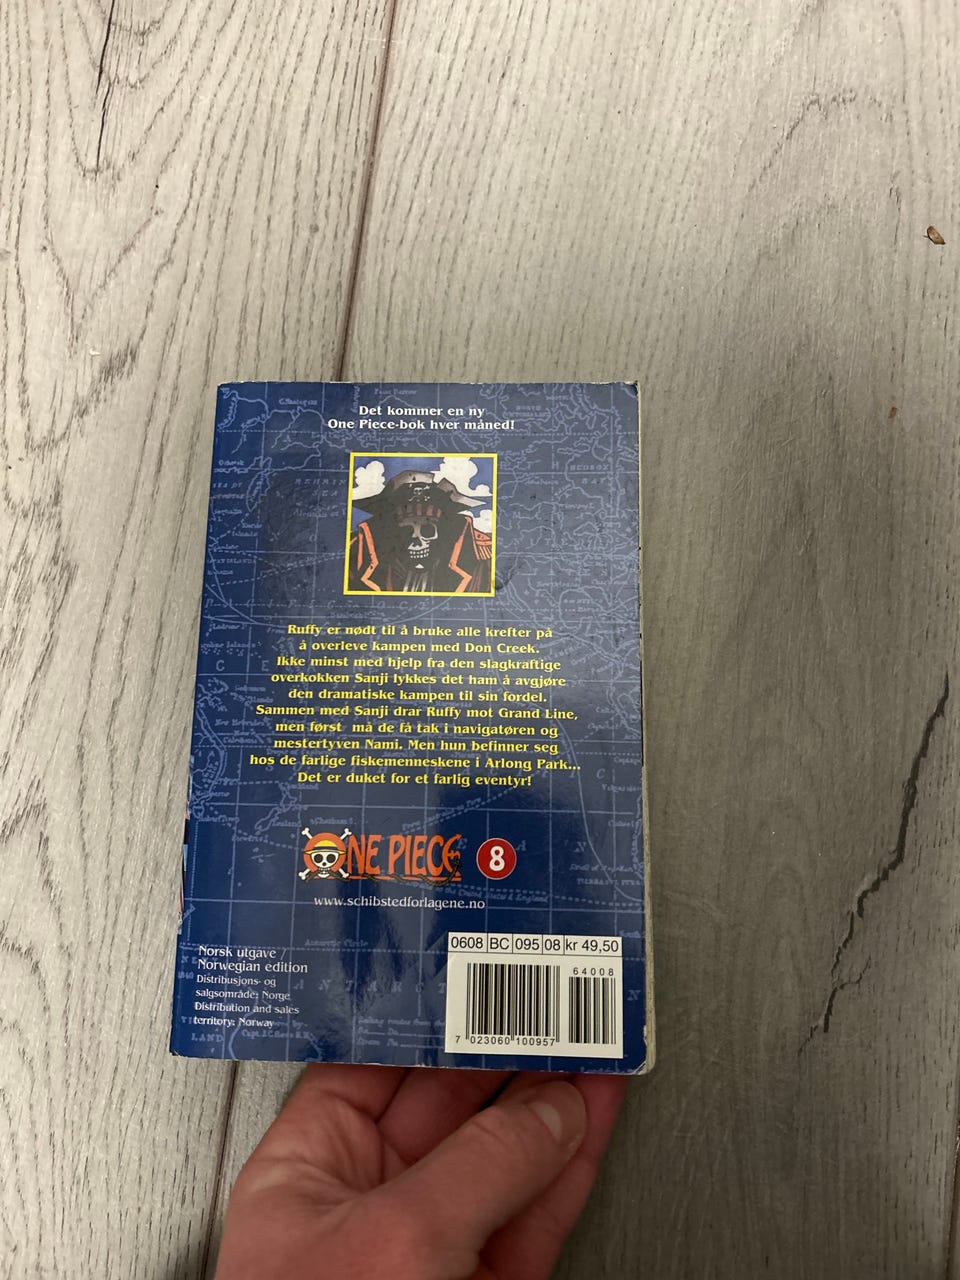 Det kommer en ny
One Piece-bok hver måned!
Ruffy er nødt til å bruke alle krefter på
å overleve kampen med Don Creek.
Ikke minst med hjelp fra den slagkraftige
overkokken Sanji lykkes det ham å avgjøre
den dramatiske kampen til sin fordel.
Sammen med Sanji drar Ruffy mot Grand Line,
men først må de få tak i navigatøren og
mestertyven Nami. Men hun befinner seg
hos de farlige fiskemenneskene i Arlong Park...
Det er duket for et farlig eventyr!
ONE PIECE 8
www.schibstedforlagene.no
Norsk utgave /
Norwegian edition
Distribusjons- og
salgsområde: Norge
Distribution and sales
territory: Norway
0608 BC 095 08 kr 49,50
64008
7 023060 100957
Antarctic Circle